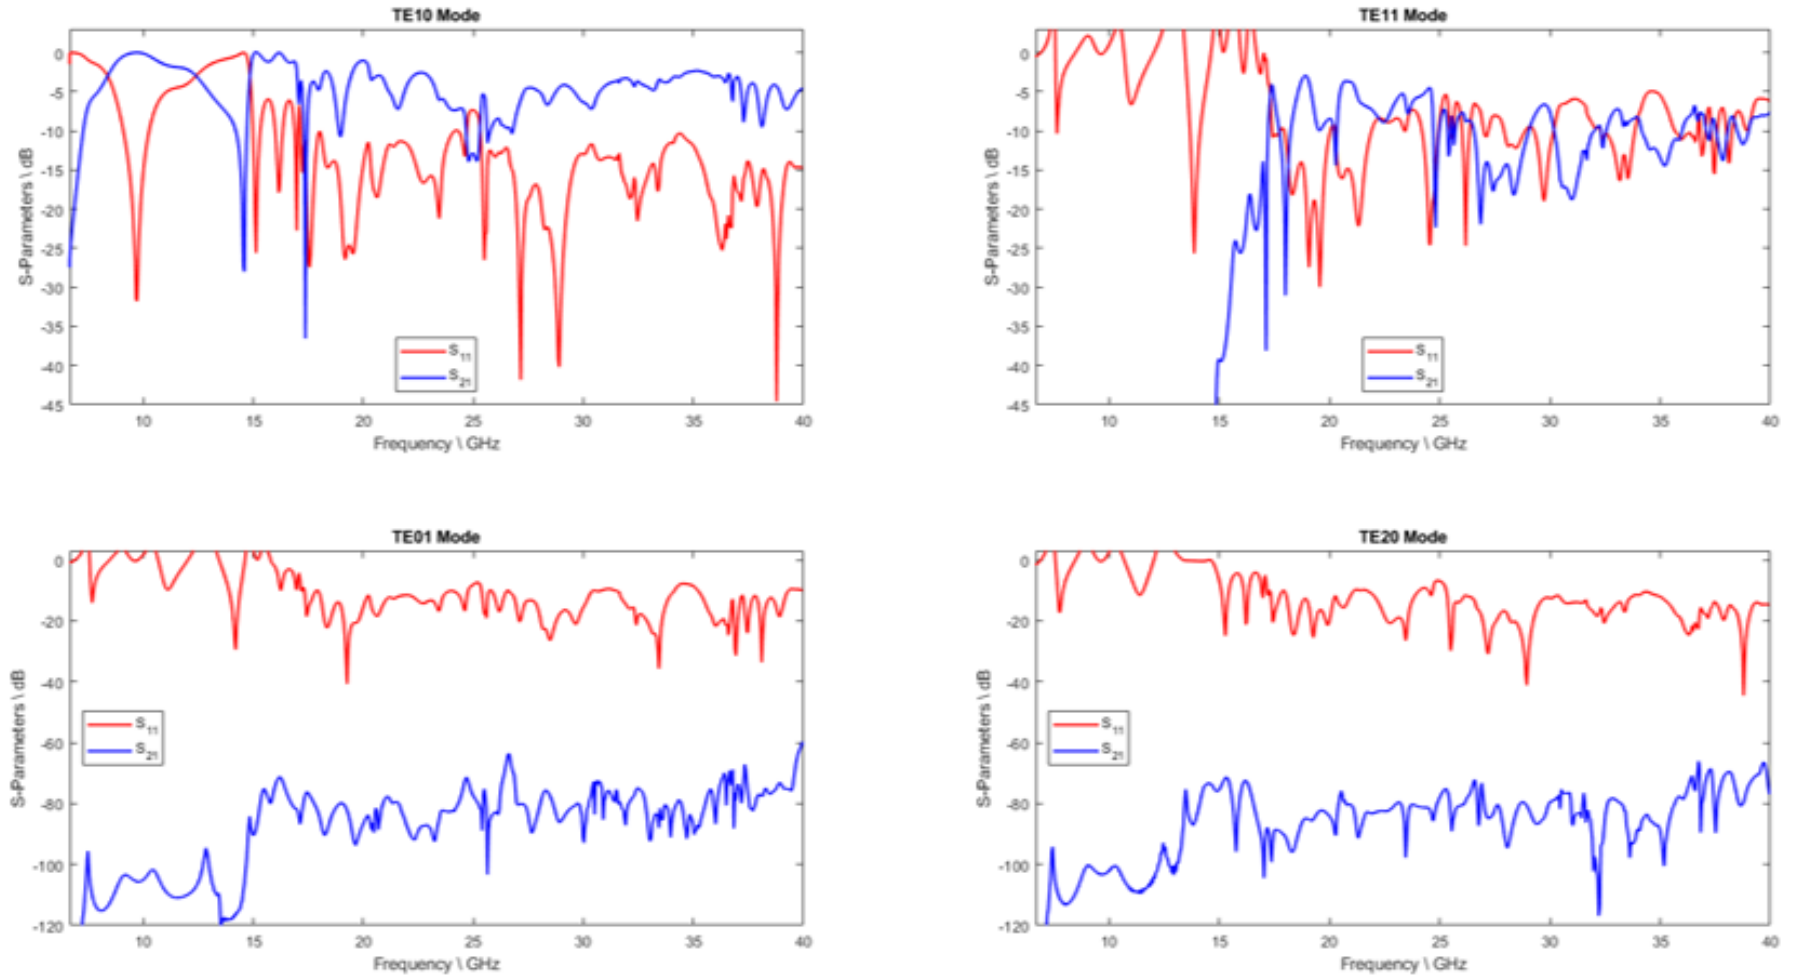 TE10 Mode
0
-5
-10
-15
-20
-25
-30
-35
-40
-45
S-Parameters \ dB
S11
S21
10 15 20 25 30 35 40
Frequency \ GHz
TE11 Mode
0
-5
-10
-15
-20
-25
-30
-35
-40
-45
S-Parameters \ dB
S11
S21
10 15 20 25 30 35 40
Frequency \ GHz
TE01 Mode
0
-20
-40
-60
-80
-100
-120
S-Parameters \ dB
S11
S21
10 15 20 25 30 35 40
Frequency \ GHz
TE20 Mode
0
-20
-40
-60
-80
-100
-120
S-Parameters \ dB
S11
S21
10 15 20 25 30 35 40
Frequency \ GHz